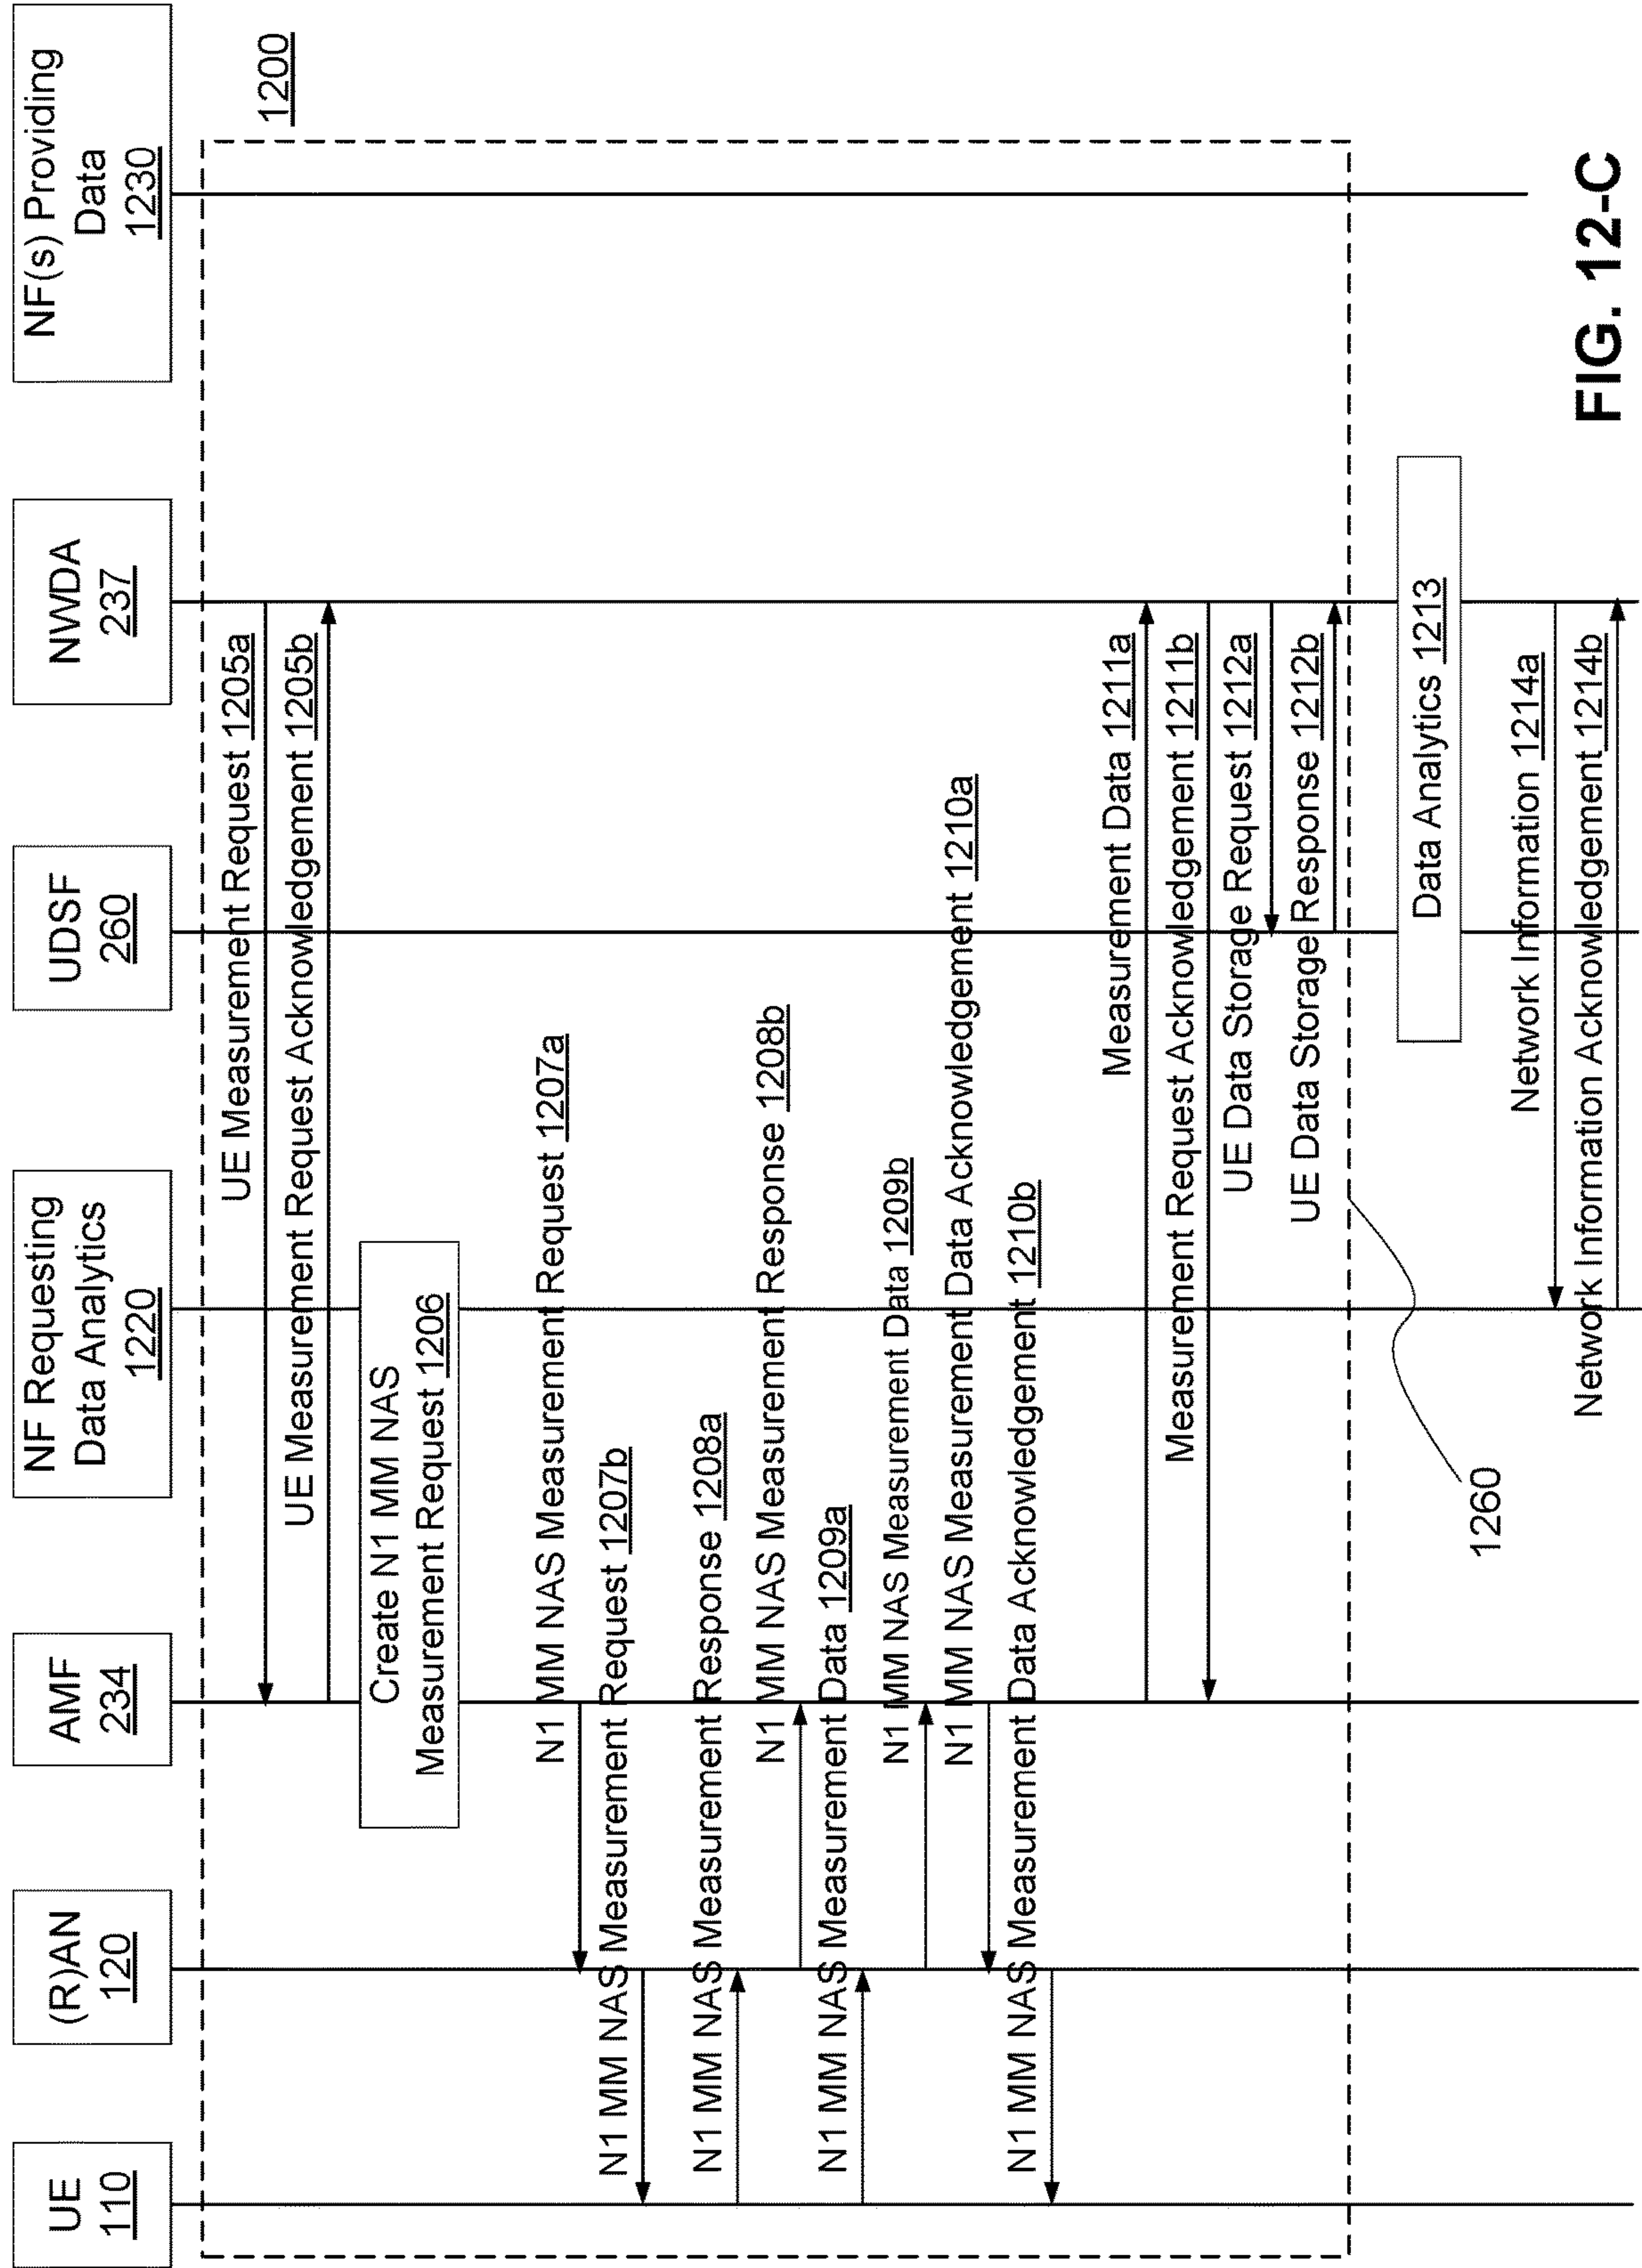 UE
110
(R)AN
120
AMF
234
NF Requesting
Data Analytics
1220
UDSF
260
NWDA
237
NF(s) Providing
Data
1230
1200
UE Measurement Request 1205a
UE Measurement Request Acknowledgement 1205b
Create N1 MM NAS
Measurement Request 1206
N1 MM NAS Measurement Request 1207a
N1 MM NAS Measurement Request 1207b
N1 MM NAS Measurement Response 1208a
N1 MM NAS Measurement Response 1208b
N1 MM NAS Measurement Data 1209a
N1 MM NAS Measurement Data 1209b
N1 MM NAS Measurement Data Acknowledgement 1210a
N1 MM NAS Measurement Data Acknowledgement 1210b
Measurement Data 1211a
Measurement Request Acknowledgement 1211b
UE Data Storage Request 1212a
UE Data Storage Response 1212b
Data Analytics 1213
1260
Network Information 1214a
Network Information Acknowledgement 1214b
FIG. 12-C